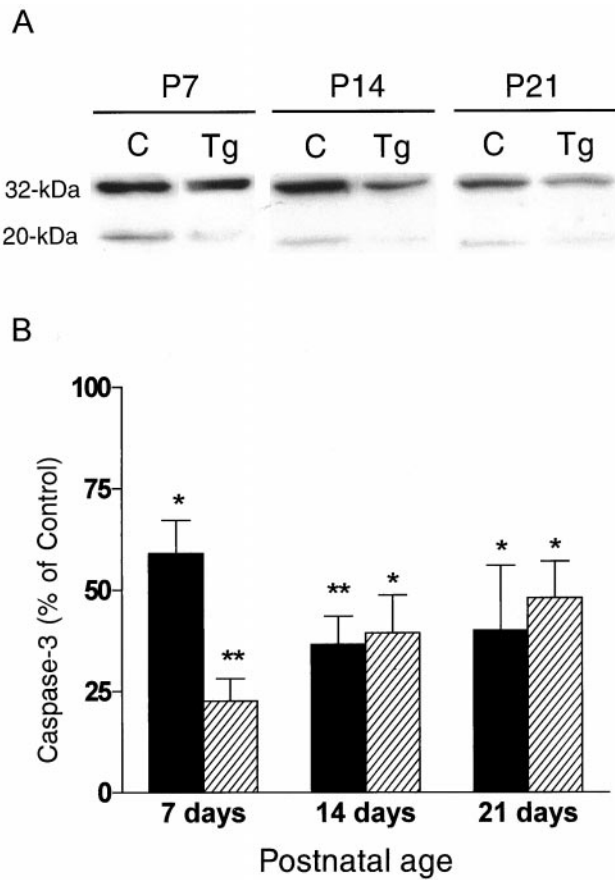 A
P7 P14 P21
C Tg C Tg C Tg
32-kDa
20-kDa
B
Caspase-3 (% of Control)
100
75
50
25
0
*
**
**
*
*
*
7 days 14 days 21 days
Postnatal age